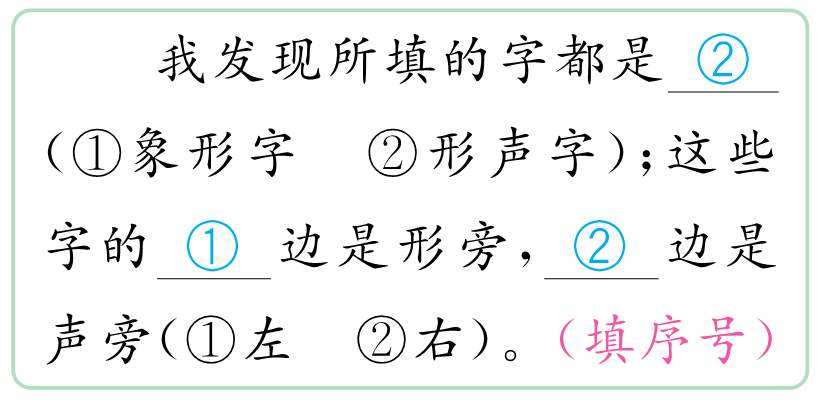 我发现所填的字都是②
(①象形字 ②形声字);这些
字的①边是形旁,②边是
声旁(①左 ②右)。(填序号)